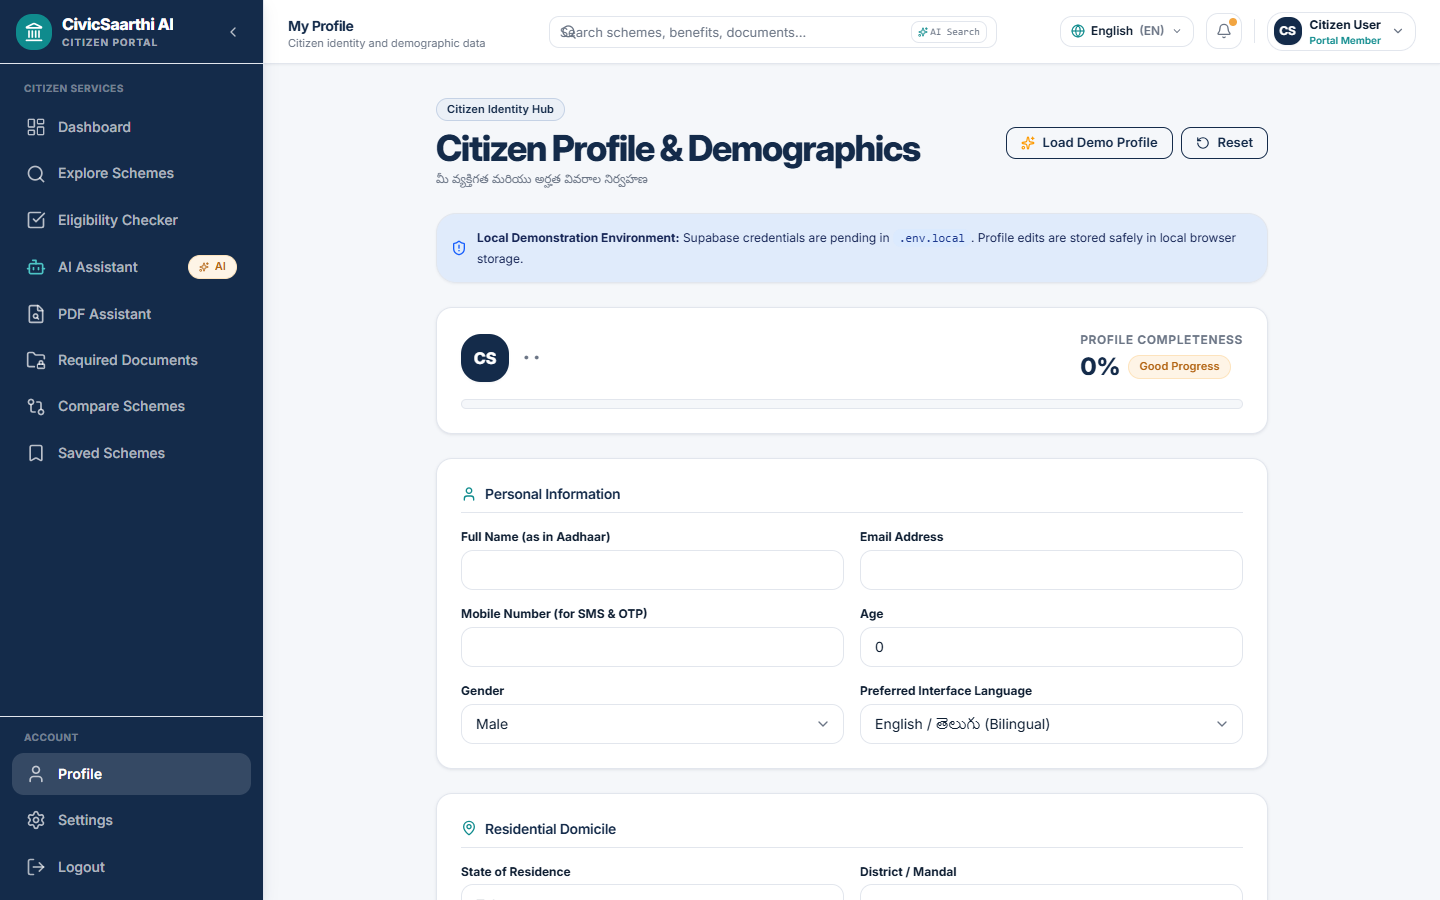 CivicSaarthi AI
CITIZEN PORTAL
My Profile
Citizen identity and demographic data
Search schemes, benefits, documents...
AI Search
English (EN)
CS
Citizen User
Portal Member
CITIZEN SERVICES
Dashboard
Explore Schemes
Eligibility Checker
AI Assistant
AI
PDF Assistant
Required Documents
Compare Schemes
Saved Schemes
ACCOUNT
Profile
Settings
Logout
Citizen Identity Hub
Citizen Profile & Demographics
మీ వ్యక్తిగత మరియు అర్హత వివరాల నిర్వహణ
Load Demo Profile
Reset
Local Demonstration Environment: Supabase credentials are pending in .env.local . Profile edits are stored safely in local browser
storage.
CS
• •
PROFILE COMPLETENESS
0%
Good Progress
Personal Information
Full Name (as in Aadhaar)
Email Address
Mobile Number (for SMS & OTP)
Age
0
Gender
Preferred Interface Language
Male
English / తెలుగు (Bilingual)
Residential Domicile
State of Residence
District / Mandal